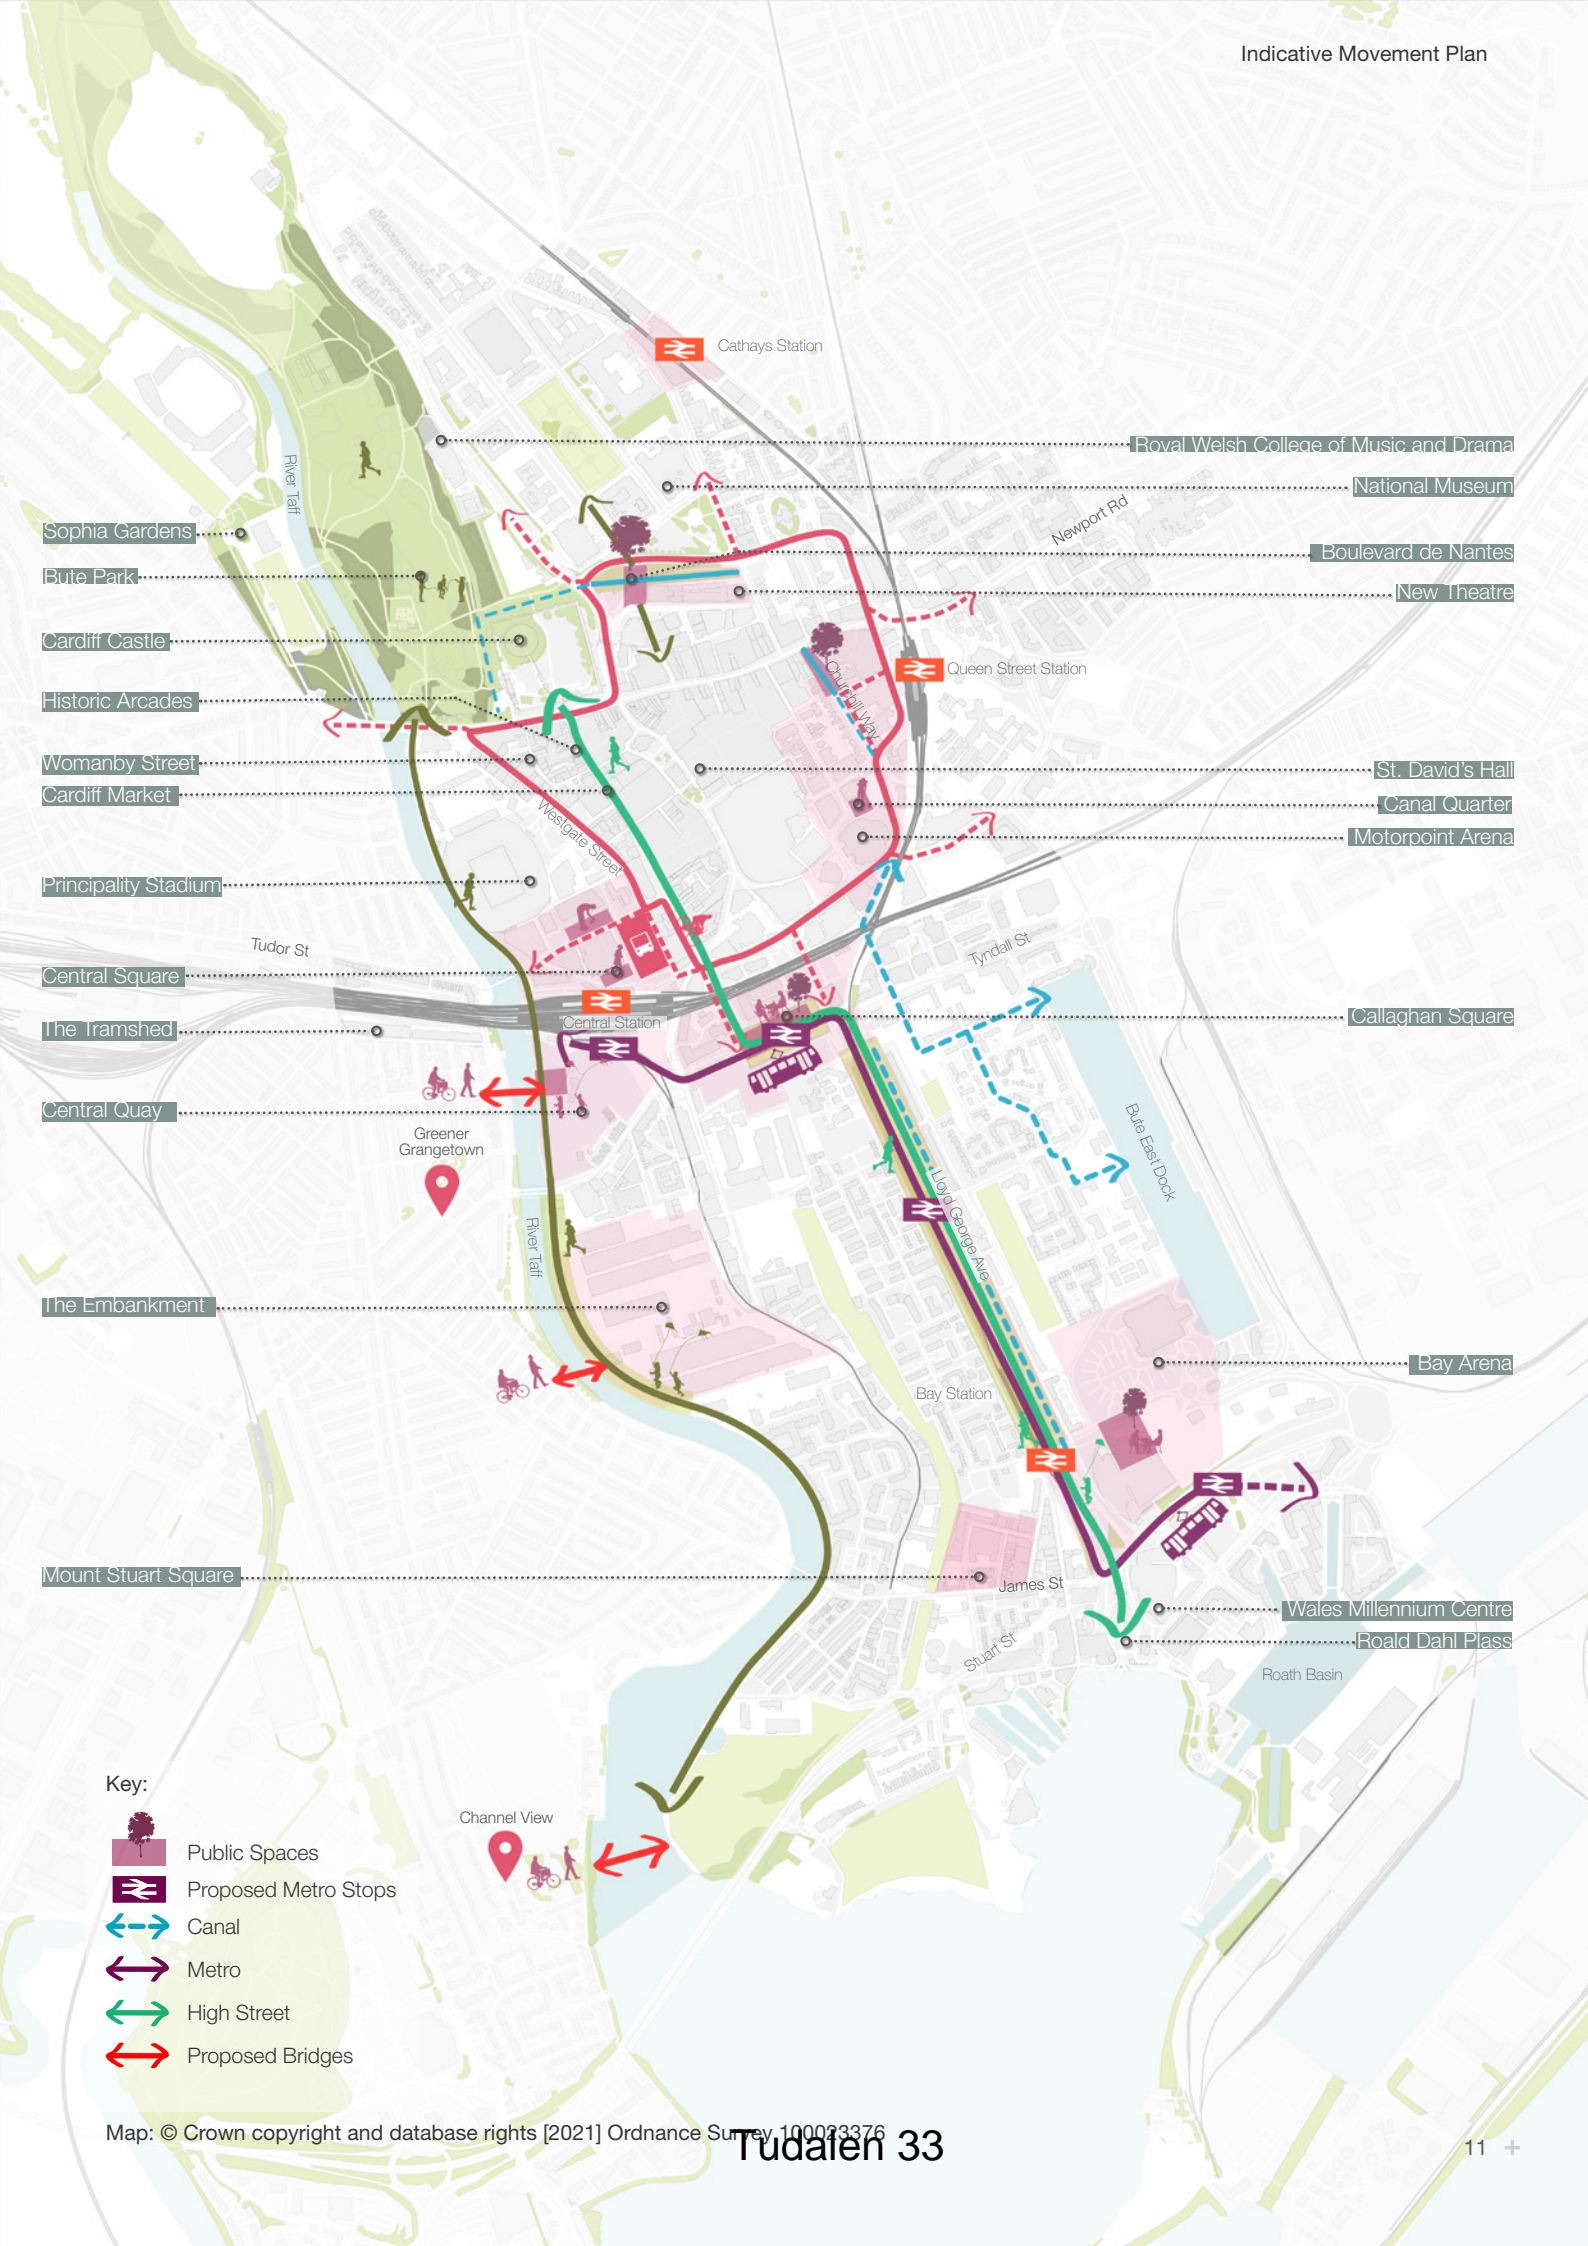 Indicative Movement Plan
Cathays Station
River Taff
Royal Welsh College of Music and Drama
National Museum
Newport Rd
Sophia Gardens
Boulevard de Nantes
Bute Park
New Theatre
Cardiff Castle
Queen Street Station
Churchill Way
Historic Arcades
Womanby Street
St. David's Hall
Cardiff Market
Canal Quarter
Westgate Street
Motorpoint Arena
Principality Stadium
Tudor St
Tyndall St
Central Square
Central Station
Callaghan Square
The Tramshed
Central Quay
Greener
Grangetown
Bute East Dock
Lloyd George Ave
River Taff
The Embankment
Bay Arena
Bay Station
Mount Stuart Square
James St
Wales Millennium Centre
Stuart St
Roald Dahl Plass
Roath Basin
Channel View
Key:
Public Spaces
Proposed Metro Stops
Canal
Metro
High Street
Proposed Bridges
Map: © Crown copyright and database rights [2021] Ordnance Survey 100023376
Tudalen 33
11 +